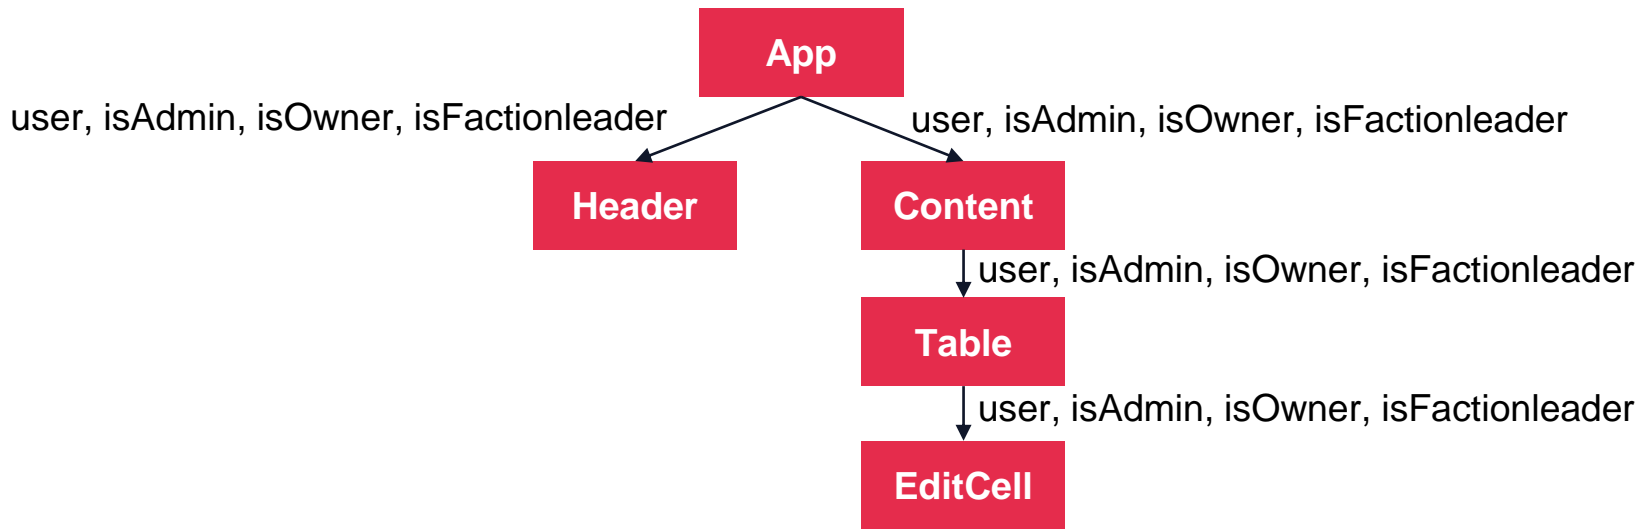 App
user, isAdmin, isOwner, isFactionleader
user, isAdmin, isOwner, isFactionleader
Header
Content
user, isAdmin, isOwner, isFactionleader
Table
user, isAdmin, isOwner, isFactionleader
EditCell